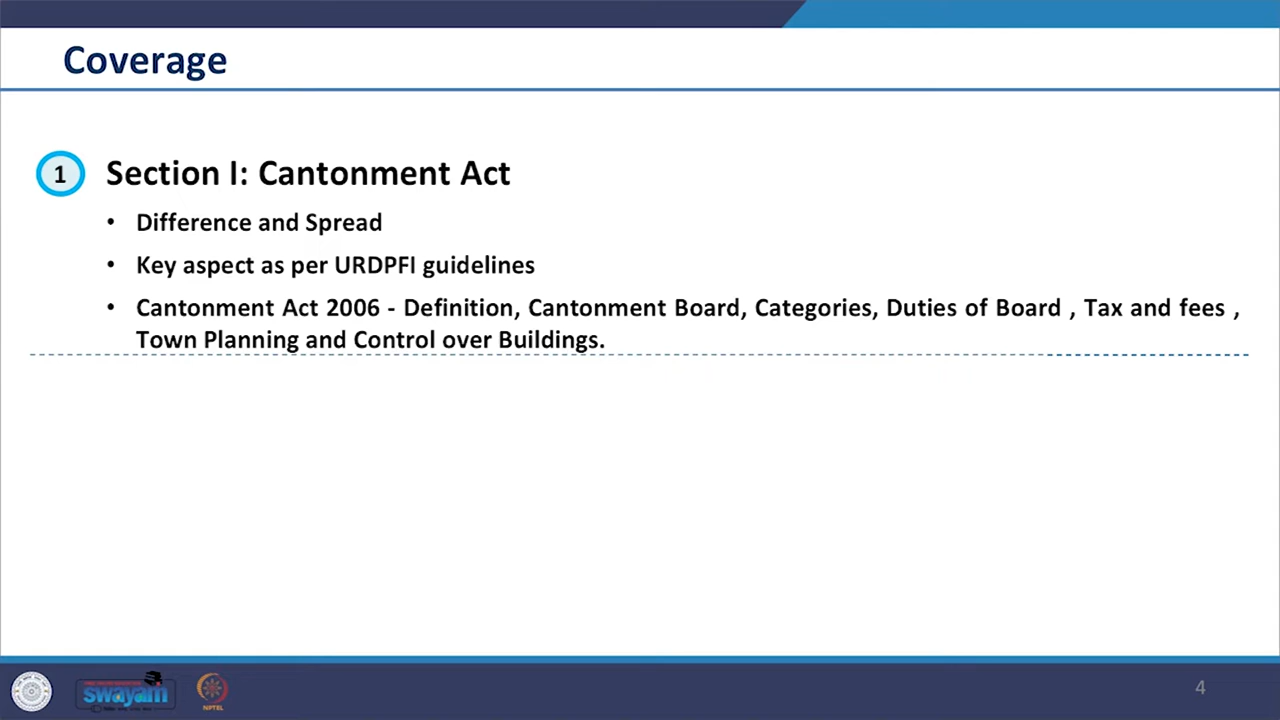 Coverage
1 Section I: Cantonment Act
• Difference and Spread
• Key aspect as per URDPFI guidelines
• Cantonment Act 2006 - Definition, Cantonment Board, Categories, Duties of Board , Tax and fees ,
Town Planning and Control over Buildings.
swayam
NPTEL
4